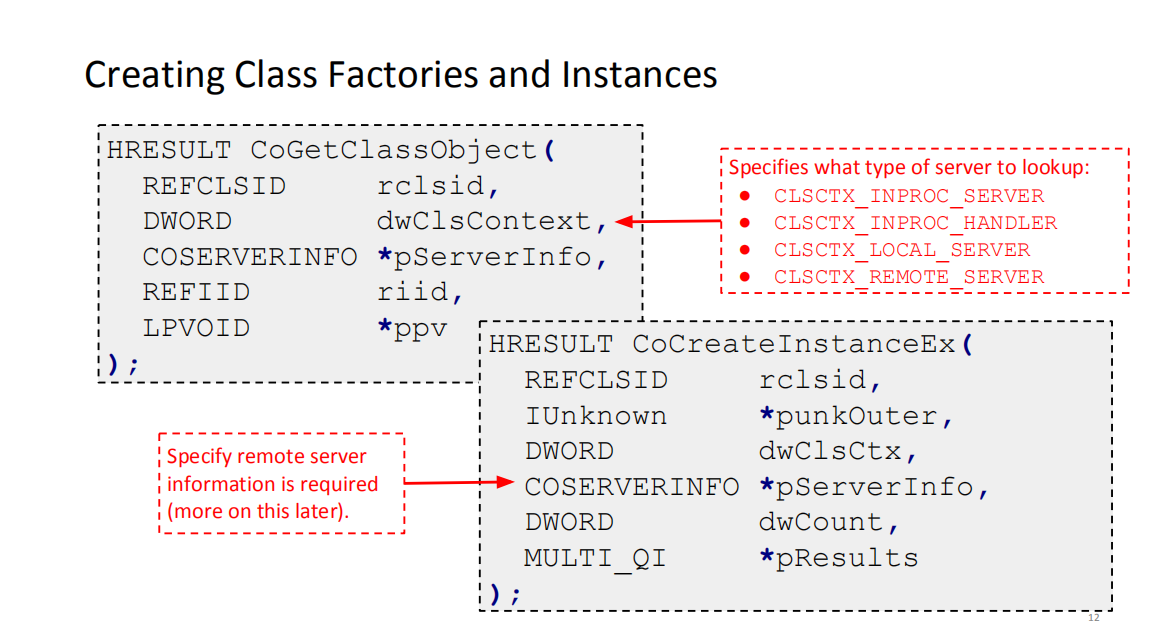 Creating Class Factories and Instances
HRESULT CoGetClassObject(
REFCLSID rclsid,
DWORD dwClsContext,
COSERVERINFO *pServerInfo,
REFIID riid,
LPVOID *ppv
);
Specifies what type of server to lookup:
● CLSCTX_INPROC_SERVER
● CLSCTX_INPROC_HANDLER
● CLSCTX_LOCAL_SERVER
● CLSCTX_REMOTE_SERVER
HRESULT CoCreateInstanceEx(
REFCLSID rclsid,
IUnknown *punkOuter,
DWORD dwClsCtx,
COSERVERINFO *pServerInfo,
DWORD dwCount,
MULTI_QI *pResults
);
Specify remote server
information is required
(more on this later).
12